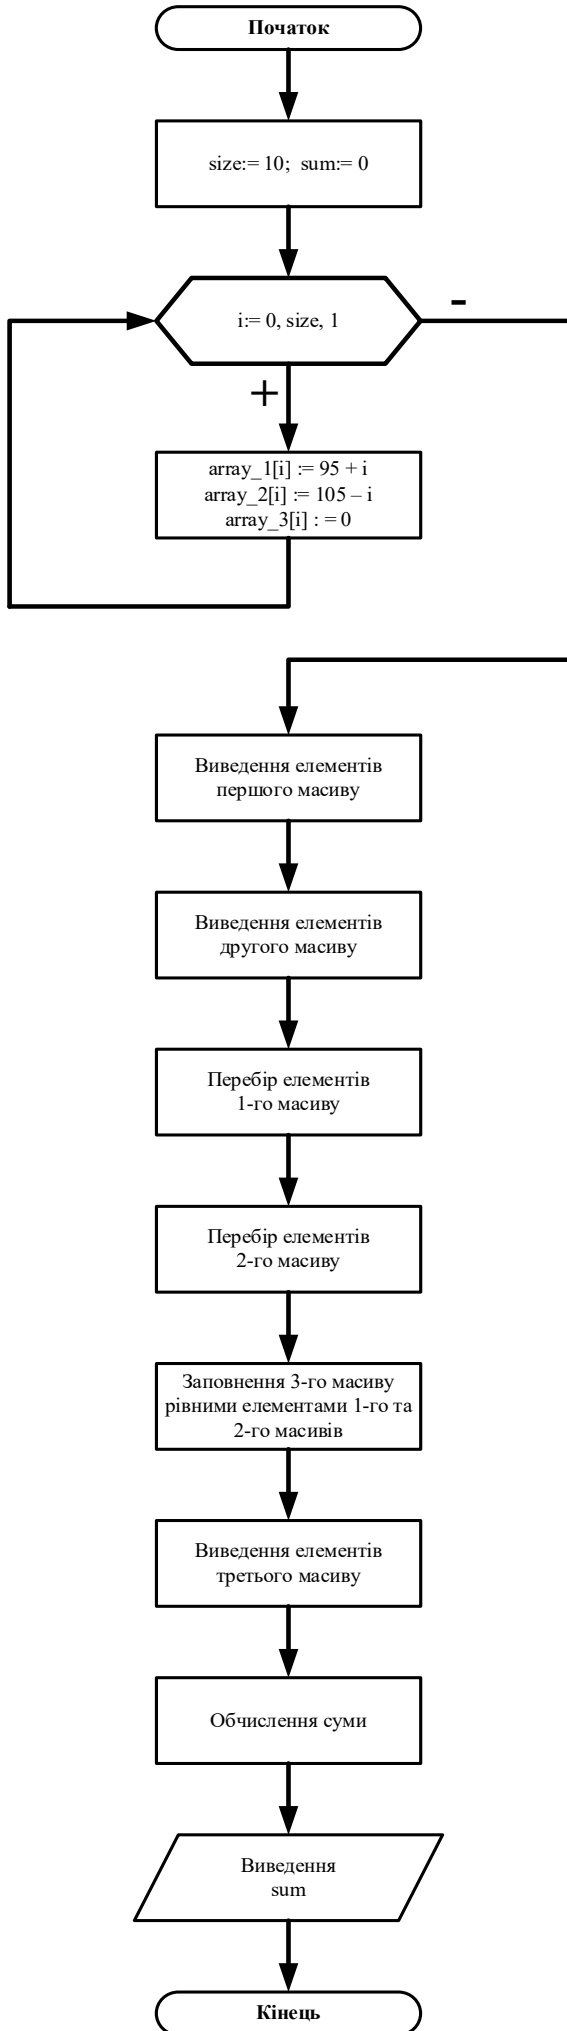 Початок
size:= 10;  sum:= 0
-
i:= 0, size, 1
+
array_1[i] := 95 + i
array_2[i] := 105 – i
array_3[i] : = 0
Виведення елементів
першого масиву
Виведення елементів
другого масиву
Перебір елементів
1-го масиву
Перебір елементів
2-го масиву
Заповнення 3-го масиву
рівними елементами 1-го та
2-го масивів
Виведення елементів
третього масиву
Обчислення суми
Виведення
sum
Кінець